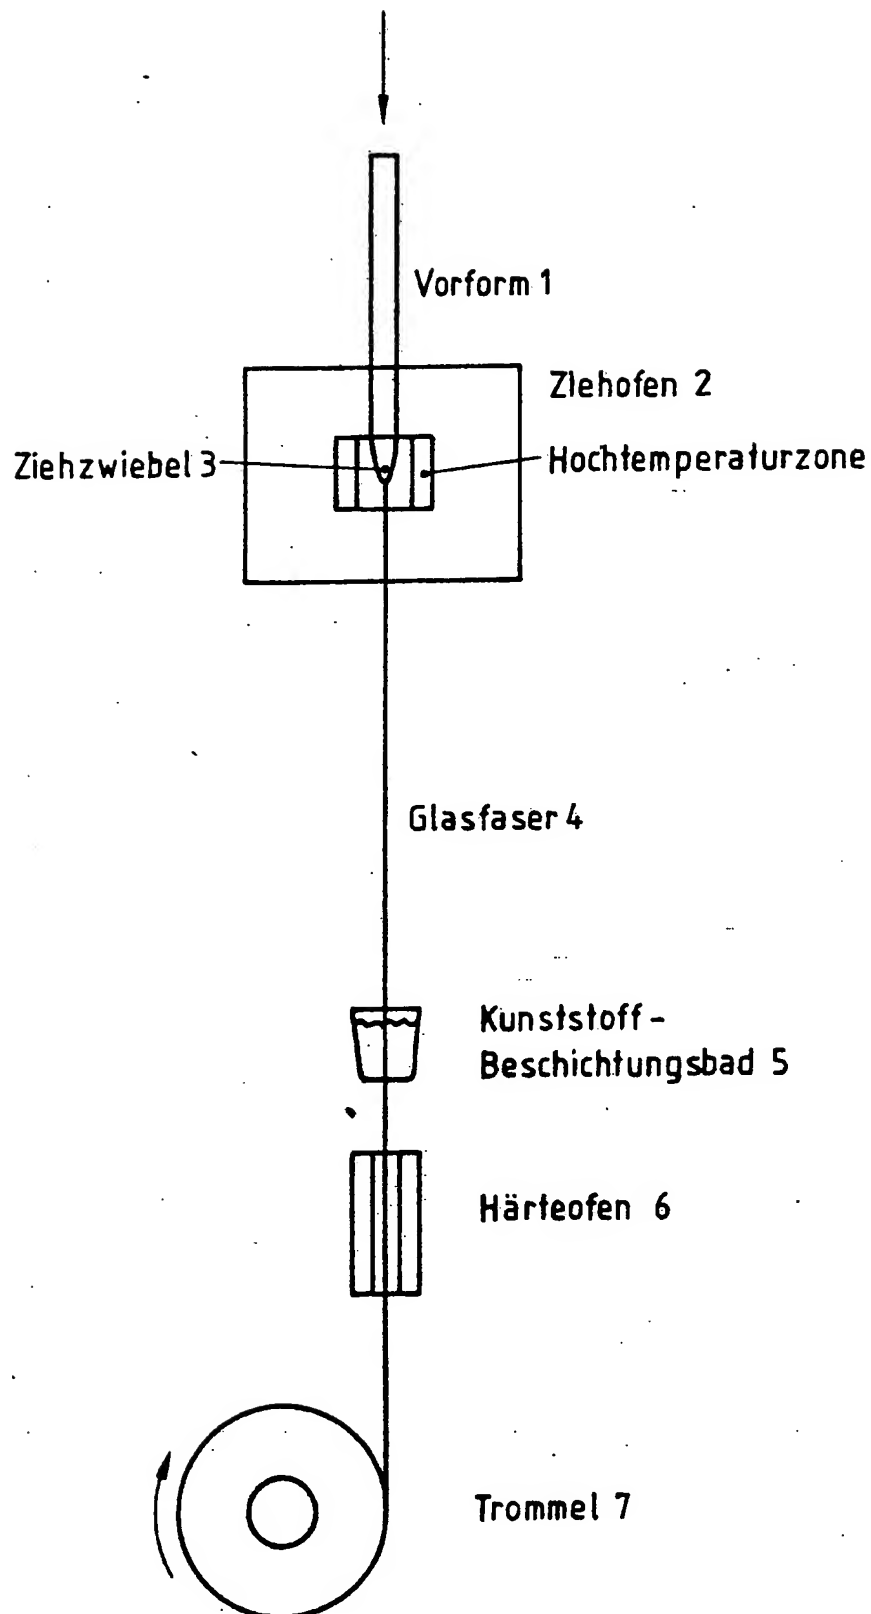 Vorform 1
Ziehofen 2
Ziehzwiebel 3
Hochtemperaturzone
Glasfaser 4
Kunststoff-
Beschichtungsbad 5
Härteofen 6
Trommel 7